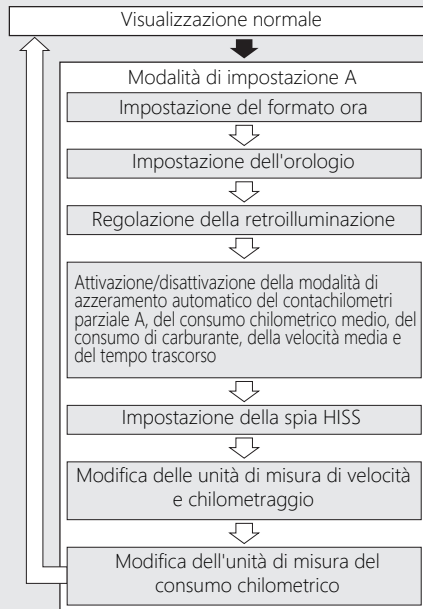 Visualizzazione normale
Modalità di impostazione A
Impostazione del formato ora
Impostazione dell'orologio
Regolazione della retroilluminazione
Attivazione/disattivazione della modalità di
azzeramento automatico del contachilometri
parziale A, del consumo chilometrico medio, del
consumo di carburante, della velocità media e
del tempo trascorso
Impostazione della spia HISS
Modifica delle unità di misura di velocità
e chilometraggio
Modifica dell'unità di misura del
consumo chilometrico